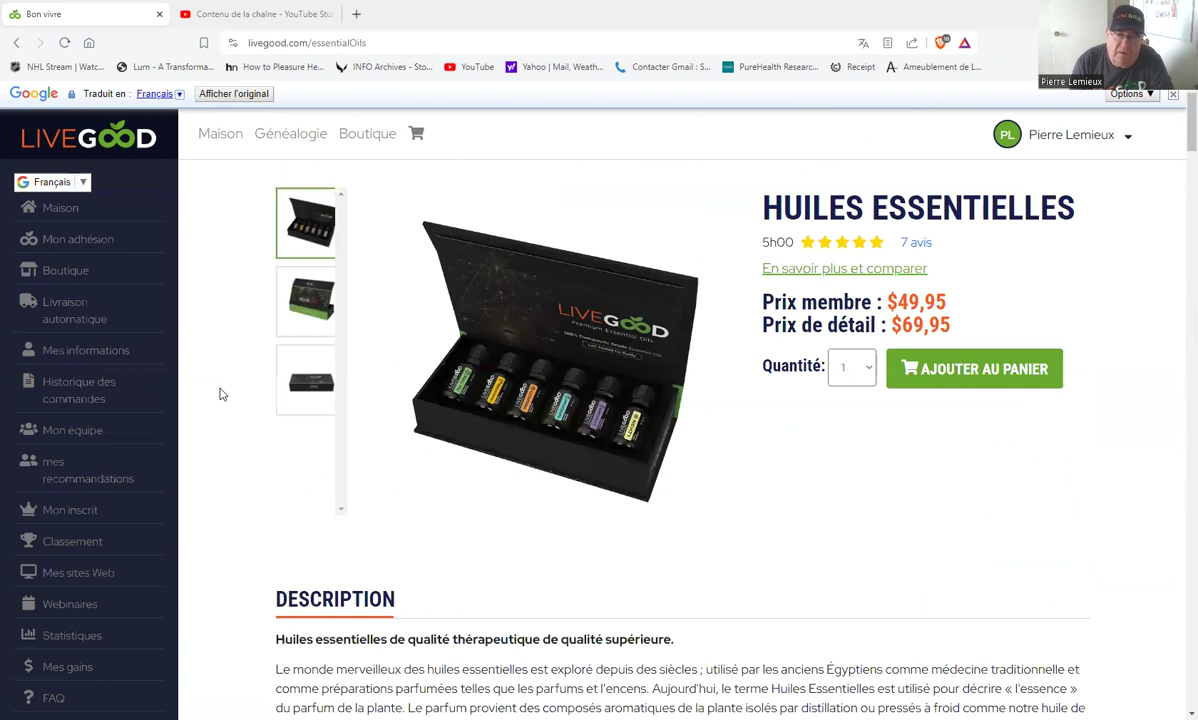 Bon vivre
Contenu de la chaîne - YouTube Stu
livegood.com/essentialOils
NHL Stream | Watc...
Lurn - A Transforma...
How to Pleasure He...
INFO Archives - Sto...
YouTube
Yahoo | Mail, Weath...
Contacter Gmail : S...
PureHealth Researc...
Receipt
Ameublement de L...
Pierre Lemieux
Google Traduit en : Français Afficher l'original
Options
LIVEGOOD
Maison Généalogie Boutique
PL Pierre Lemieux
G Français
Maison
Mon adhésion
Boutique
Livraison
automatique
Mes informations
Historique des
commandes
Mon équipe
mes
recommandations
Mon inscrit
Classement
Mes sites Web
Webinaires
Statistiques
Mes gains
FAQ
LIVEGOOD
Premium Essential Oils
HUILES ESSENTIELLES
5h00 7 avis
En savoir plus et comparer
Prix membre : $49,95
Prix de détail : $69,95
Quantité: 1 AJOUTER AU PANIER
DESCRIPTION
Huiles essentielles de qualité thérapeutique de qualité supérieure.
Le monde merveilleux des huiles essentielles est exploré depuis des siècles ; utilisé par les anciens Égyptiens comme médecine traditionnelle et
comme préparations parfumées telles que les parfums et l'encens. Aujourd'hui, le terme Huiles Essentielles est utilisé pour décrire « l'essence »
du parfum de la plante. Le parfum provient des composés aromatiques de la plante isolés par distillation ou pressés à froid comme notre huile de